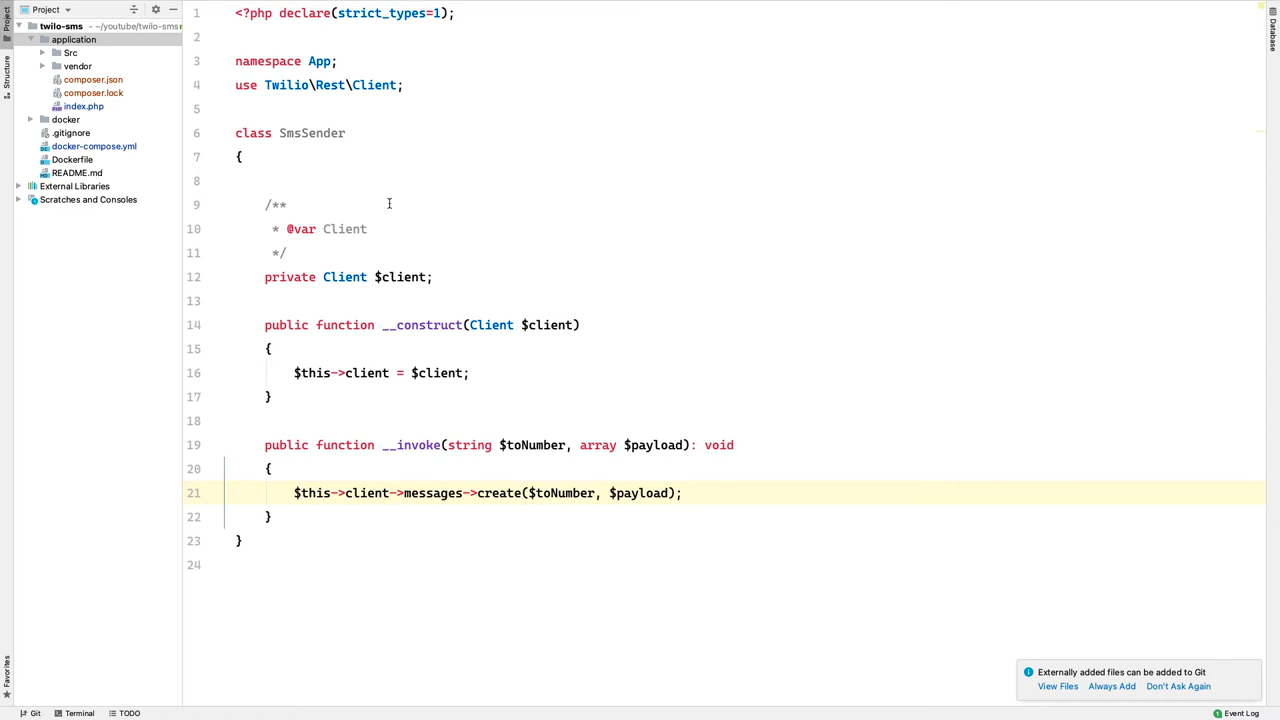 Project
twilo-sms ~/youtube/twilo-sms
application
Src
vendor
composer.json
composer.lock
index.php
docker
.gitignore
docker-compose.yml
Dockerfile
README.md
External Libraries
Scratches and Consoles
Project
Structure
Favorites
1 <?php declare(strict_types=1);
2
3 namespace App;
4 use Twilio\Rest\Client;
5
6 class SmsSender
7 {
8
9 /**
10 * @var Client
11 */
12 private Client $client;
13
14 public function __construct(Client $client)
15 {
16 $this->client = $client;
17 }
18
19 public function __invoke(string $toNumber, array $payload): void
20 {
21 $this->client->messages->create($toNumber, $payload);
22 }
23 }
24
Database
Externally added files can be added to Git
View Files Always Add Don't Ask Again
Git Terminal TODO Event Log